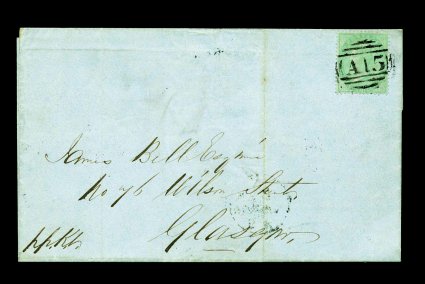 A15
James Bell Esqre
No 76 Wilson Street
Glasgow